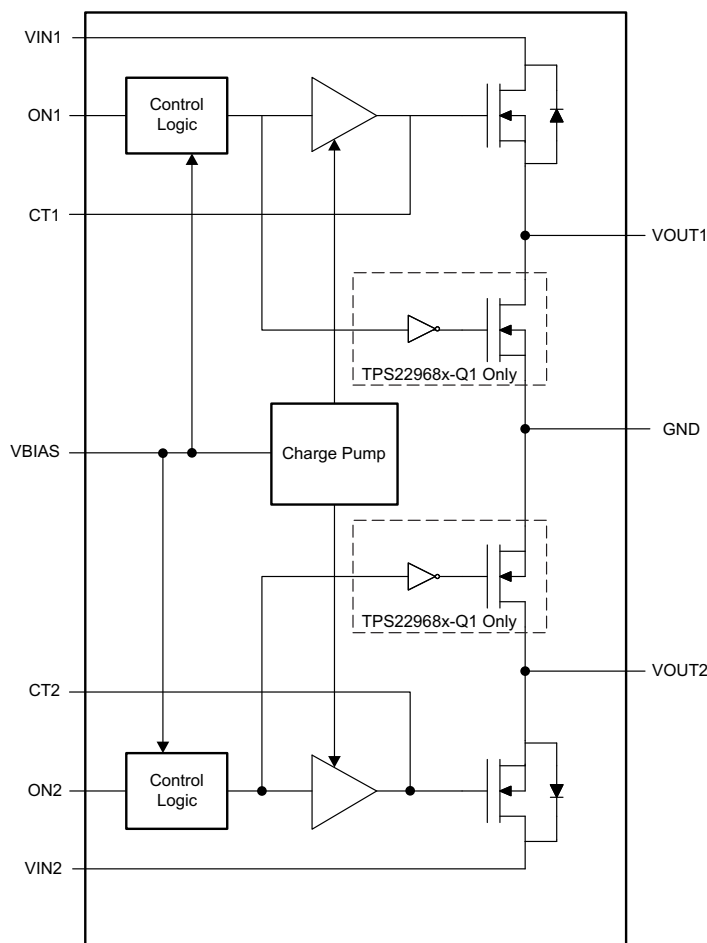 VIN1
ON1
Control
Logic
CT1
VOUT1
TPS22968x-Q1 Only
VBIAS
Charge Pump
GND
TPS22968x-Q1 Only
VOUT2
CT2
ON2
Control
Logic
VIN2